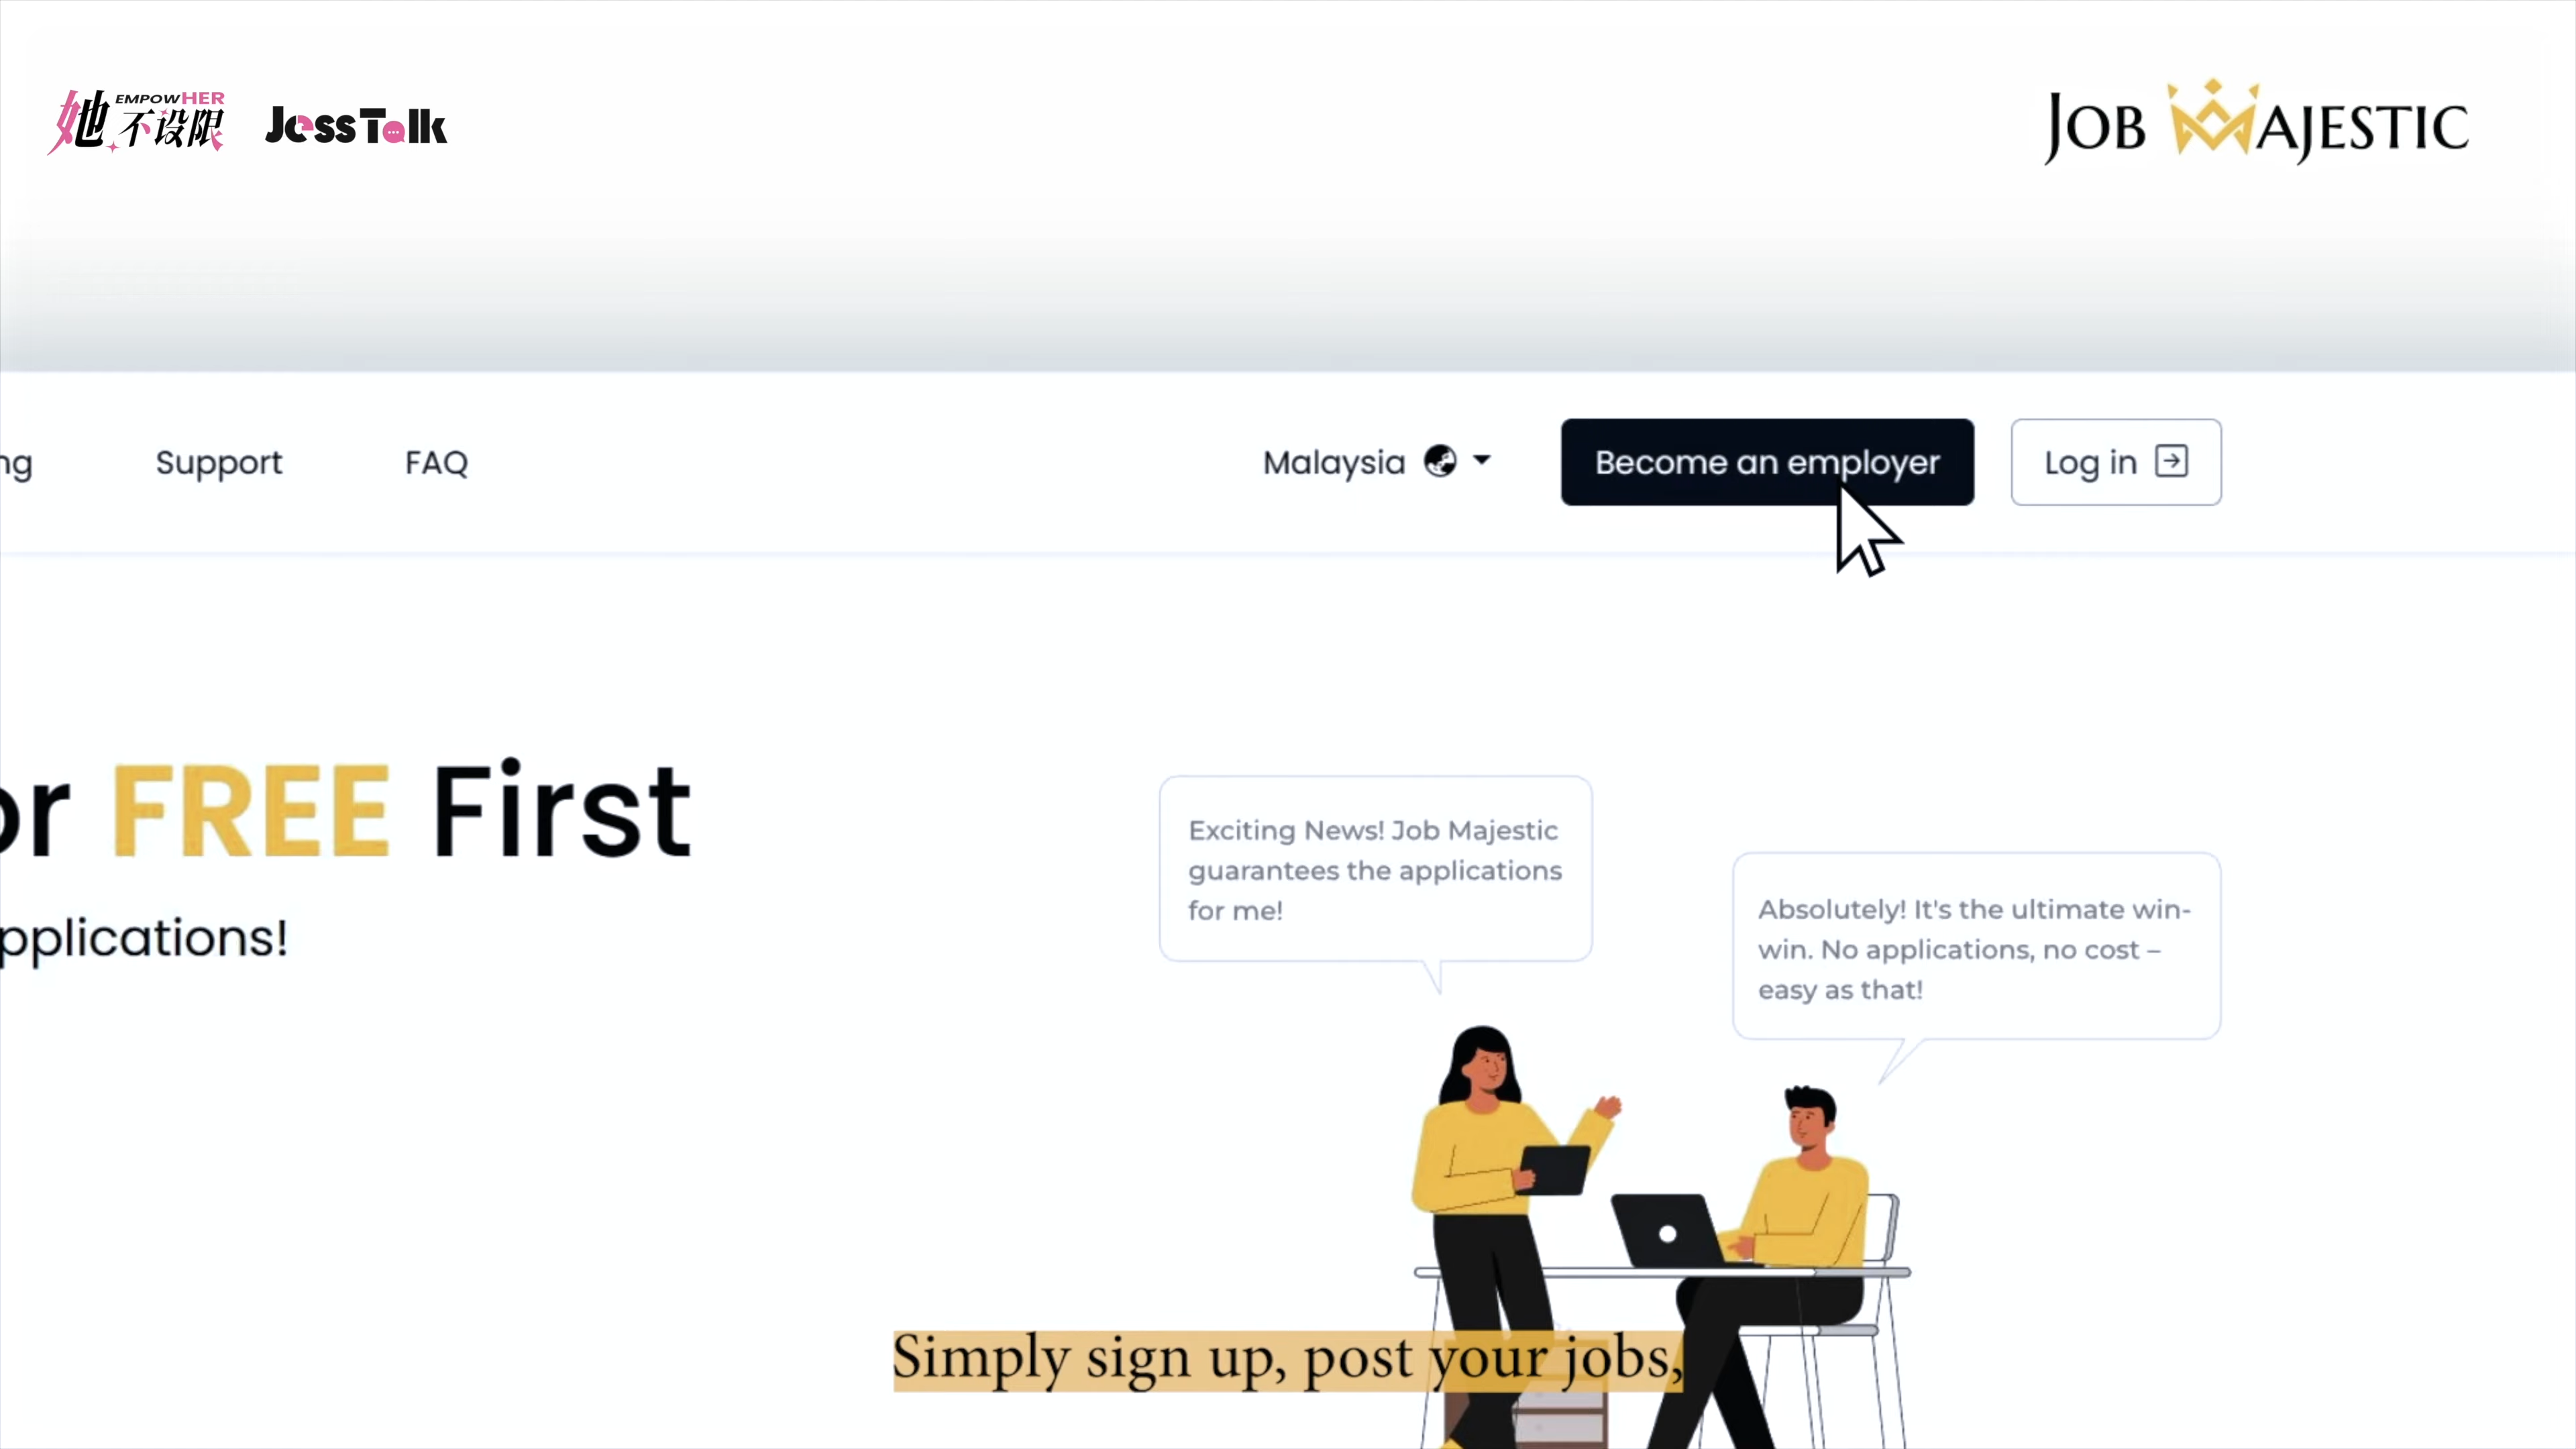 她不设限
EMPOWHER
Jess Talk
JOB MAJESTIC
ng
Support
FAQ
Malaysia
Become an employer
Log in
or FREE First
pplications!
Exciting News! Job Majestic
guarantees the applications
for me!
Absolutely! It's the ultimate win-
win. No applications, no cost –
easy as that!
Simply sign up, post your jobs,